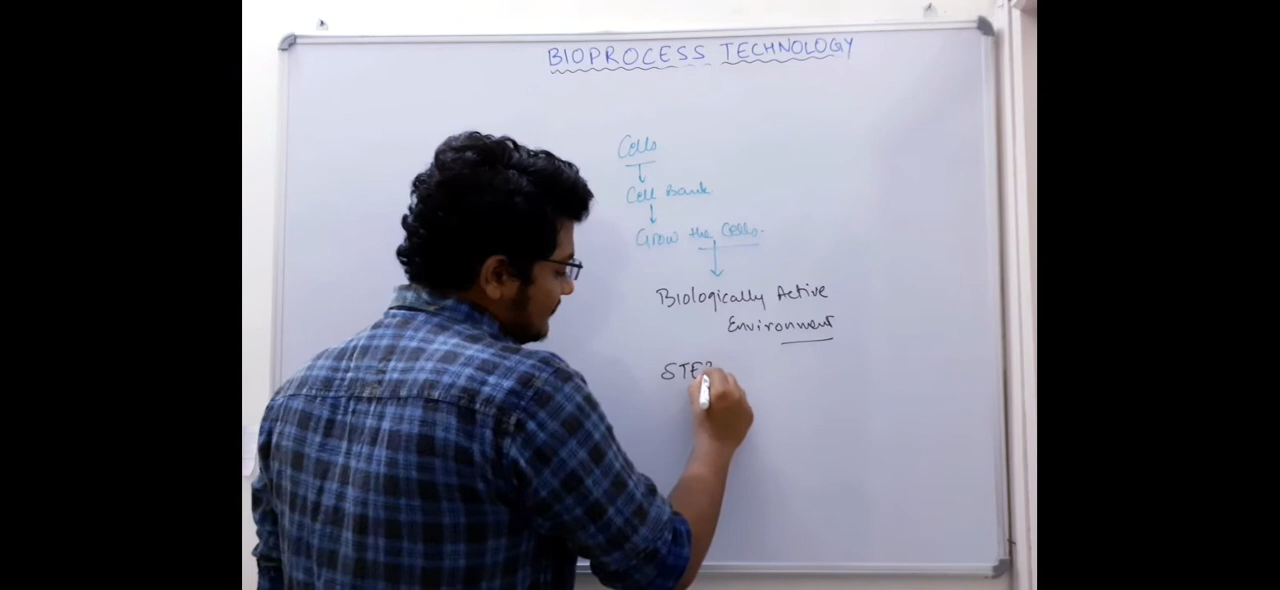 BIOPROCESS TECHNOLOGY
Cells
Cell Bank
Grow the Cells.
Biologically Active
Environment